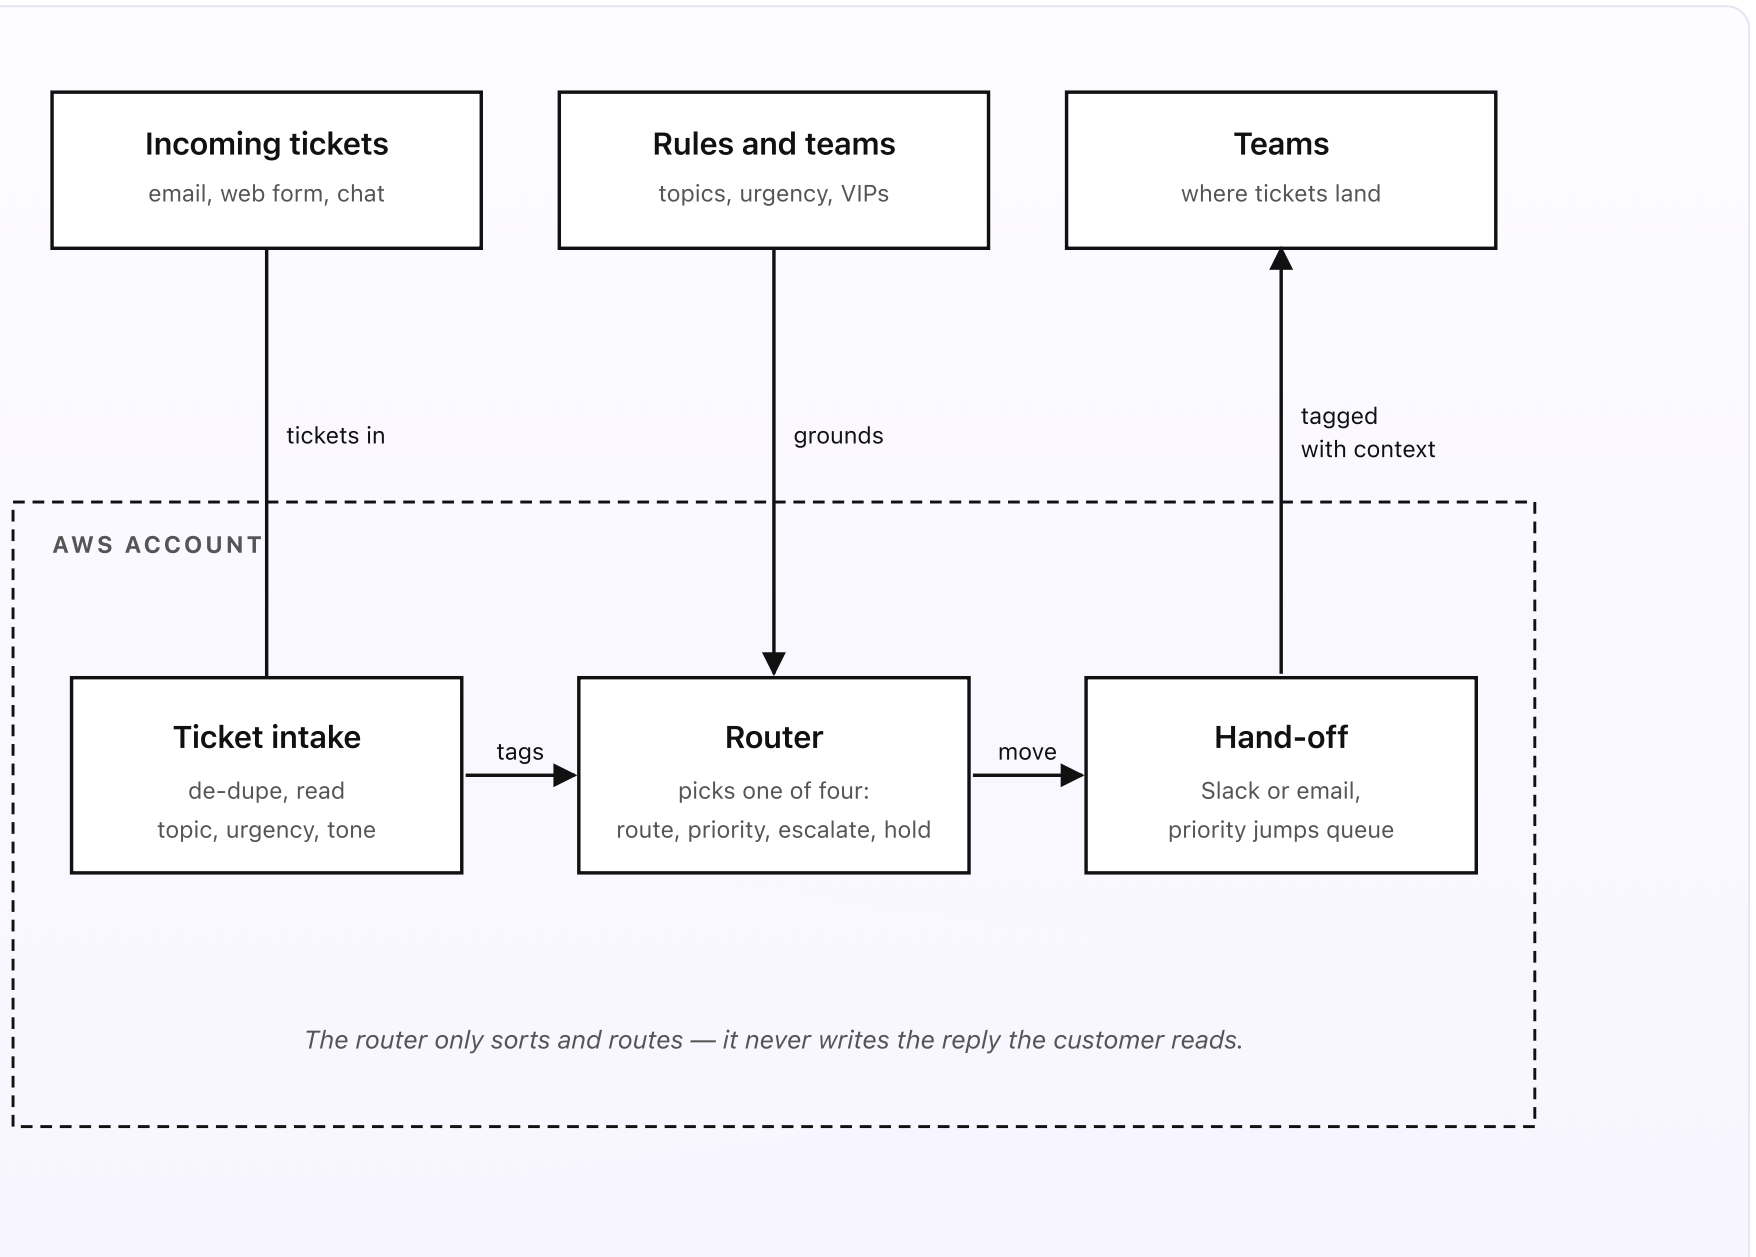 Incoming tickets
email, web form, chat
Rules and teams
topics, urgency, VIPs
Teams
where tickets land
tickets in
grounds
tagged
with context
AWS ACCOUNT
Ticket intake
de-dupe, read
topic, urgency, tone
tags
Router
picks one of four:
route, priority, escalate, hold
move
Hand-off
Slack or email,
priority jumps queue
The router only sorts and routes — it never writes the reply the customer reads.